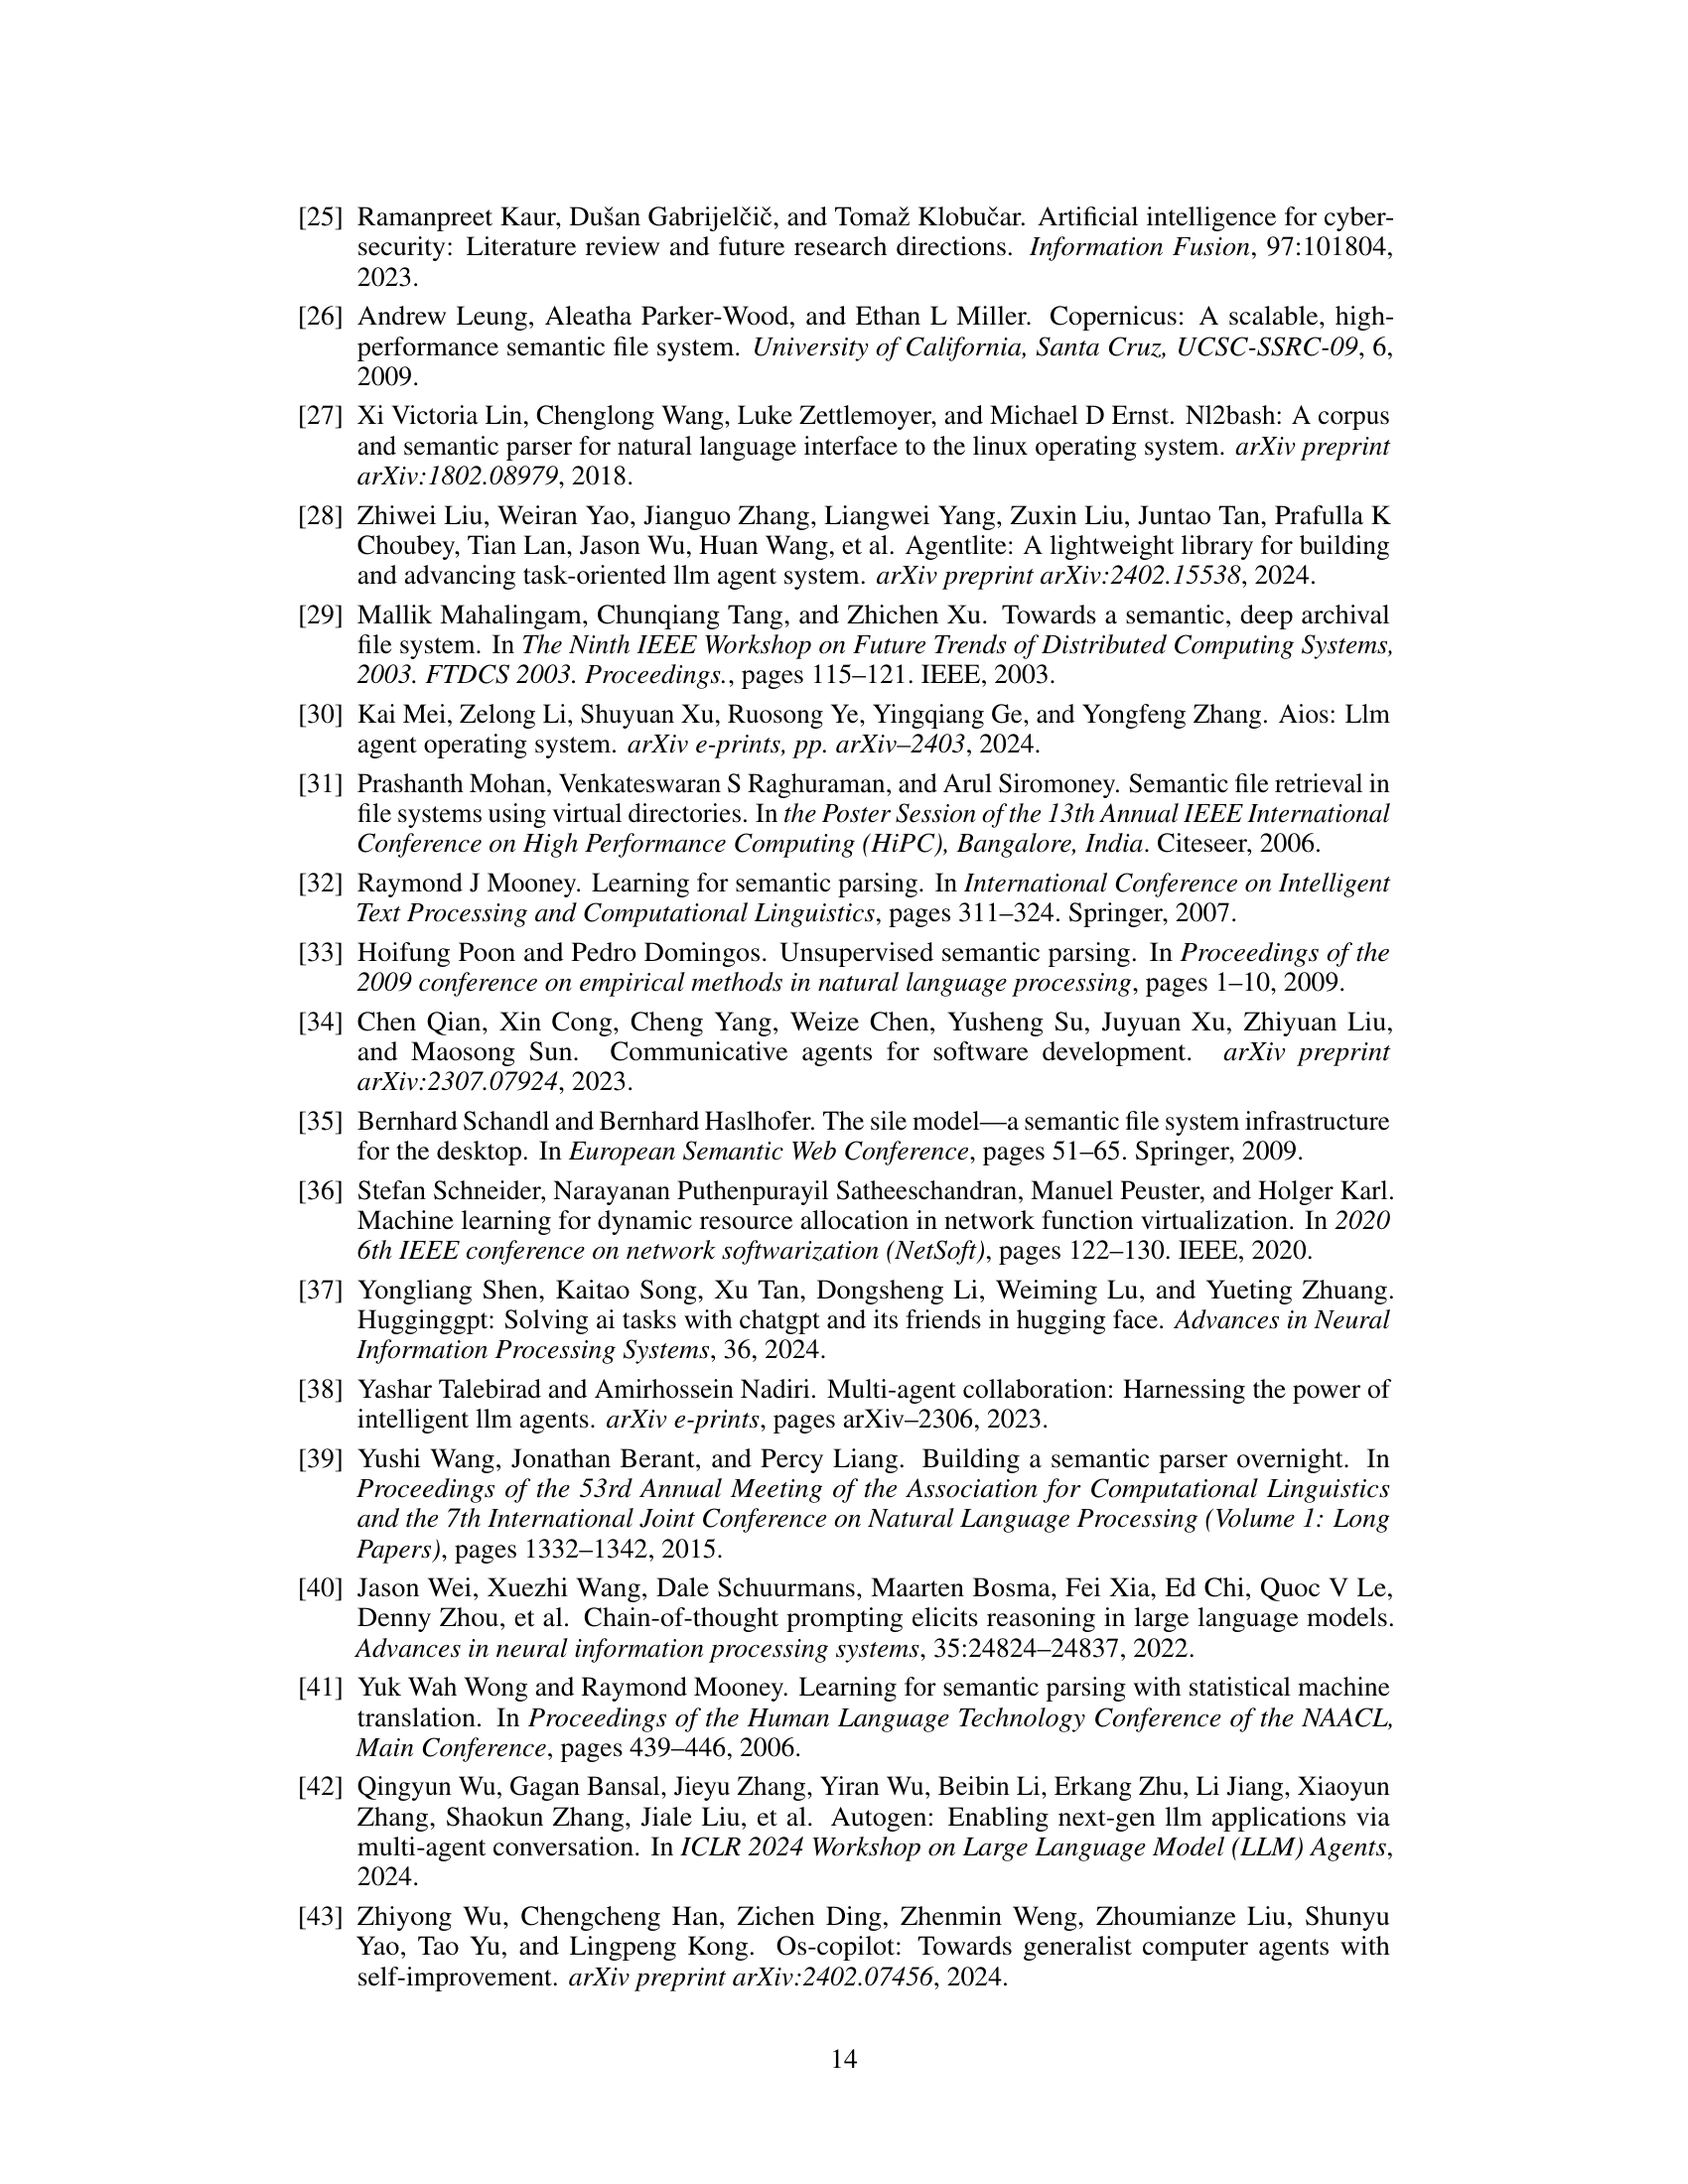 [25] Ramanpreet Kaur, Dušan Gabrijelčič, and Tomaž Klobučar. Artificial intelligence for cyber-
security: Literature review and future research directions. Information Fusion, 97:101804,
2023.
[26] Andrew Leung, Aleatha Parker-Wood, and Ethan L Miller. Copernicus: A scalable, high-
performance semantic file system. University of California, Santa Cruz, UCSC-SSRC-09, 6,
2009.
[27] Xi Victoria Lin, Chenglong Wang, Luke Zettlemoyer, and Michael D Ernst. Nl2bash: A corpus
and semantic parser for natural language interface to the linux operating system. arXiv preprint
arXiv:1802.08979, 2018.
[28] Zhiwei Liu, Weiran Yao, Jianguo Zhang, Liangwei Yang, Zuxin Liu, Juntao Tan, Prafulla K
Choubey, Tian Lan, Jason Wu, Huan Wang, et al. Agentlite: A lightweight library for building
and advancing task-oriented llm agent system. arXiv preprint arXiv:2402.15538, 2024.
[29] Mallik Mahalingam, Chunqiang Tang, and Zhichen Xu. Towards a semantic, deep archival
file system. In The Ninth IEEE Workshop on Future Trends of Distributed Computing Systems,
2003. FTDCS 2003. Proceedings., pages 115–121. IEEE, 2003.
[30] Kai Mei, Zelong Li, Shuyuan Xu, Ruosong Ye, Yingqiang Ge, and Yongfeng Zhang. Aios: Llm
agent operating system. arXiv e-prints, pp. arXiv–2403, 2024.
[31] Prashanth Mohan, Venkateswaran S Raghuraman, and Arul Siromoney. Semantic file retrieval in
file systems using virtual directories. In the Poster Session of the 13th Annual IEEE International
Conference on High Performance Computing (HiPC), Bangalore, India. Citeseer, 2006.
[32] Raymond J Mooney. Learning for semantic parsing. In International Conference on Intelligent
Text Processing and Computational Linguistics, pages 311–324. Springer, 2007.
[33] Hoifung Poon and Pedro Domingos. Unsupervised semantic parsing. In Proceedings of the
2009 conference on empirical methods in natural language processing, pages 1–10, 2009.
[34] Chen Qian, Xin Cong, Cheng Yang, Weize Chen, Yusheng Su, Juyuan Xu, Zhiyuan Liu,
and Maosong Sun. Communicative agents for software development. arXiv preprint
arXiv:2307.07924, 2023.
[35] Bernhard Schandl and Bernhard Haslhofer. The sile model—a semantic file system infrastructure
for the desktop. In European Semantic Web Conference, pages 51–65. Springer, 2009.
[36] Stefan Schneider, Narayanan Puthenpurayil Satheeschandran, Manuel Peuster, and Holger Karl.
Machine learning for dynamic resource allocation in network function virtualization. In 2020
6th IEEE conference on network softwarization (NetSoft), pages 122–130. IEEE, 2020.
[37] Yongliang Shen, Kaitao Song, Xu Tan, Dongsheng Li, Weiming Lu, and Yueting Zhuang.
Hugginggpt: Solving ai tasks with chatgpt and its friends in hugging face. Advances in Neural
Information Processing Systems, 36, 2024.
[38] Yashar Talebirad and Amirhossein Nadiri. Multi-agent collaboration: Harnessing the power of
intelligent llm agents. arXiv e-prints, pages arXiv–2306, 2023.
[39] Yushi Wang, Jonathan Berant, and Percy Liang. Building a semantic parser overnight. In
Proceedings of the 53rd Annual Meeting of the Association for Computational Linguistics
and the 7th International Joint Conference on Natural Language Processing (Volume 1: Long
Papers), pages 1332–1342, 2015.
[40] Jason Wei, Xuezhi Wang, Dale Schuurmans, Maarten Bosma, Fei Xia, Ed Chi, Quoc V Le,
Denny Zhou, et al. Chain-of-thought prompting elicits reasoning in large language models.
Advances in neural information processing systems, 35:24824–24837, 2022.
[41] Yuk Wah Wong and Raymond Mooney. Learning for semantic parsing with statistical machine
translation. In Proceedings of the Human Language Technology Conference of the NAACL,
Main Conference, pages 439–446, 2006.
[42] Qingyun Wu, Gagan Bansal, Jieyu Zhang, Yiran Wu, Beibin Li, Erkang Zhu, Li Jiang, Xiaoyun
Zhang, Shaokun Zhang, Jiale Liu, et al. Autogen: Enabling next-gen llm applications via
multi-agent conversation. In ICLR 2024 Workshop on Large Language Model (LLM) Agents,
2024.
[43] Zhiyong Wu, Chengcheng Han, Zichen Ding, Zhenmin Weng, Zhoumianze Liu, Shunyu
Yao, Tao Yu, and Lingpeng Kong. Os-copilot: Towards generalist computer agents with
self-improvement. arXiv preprint arXiv:2402.07456, 2024.
14